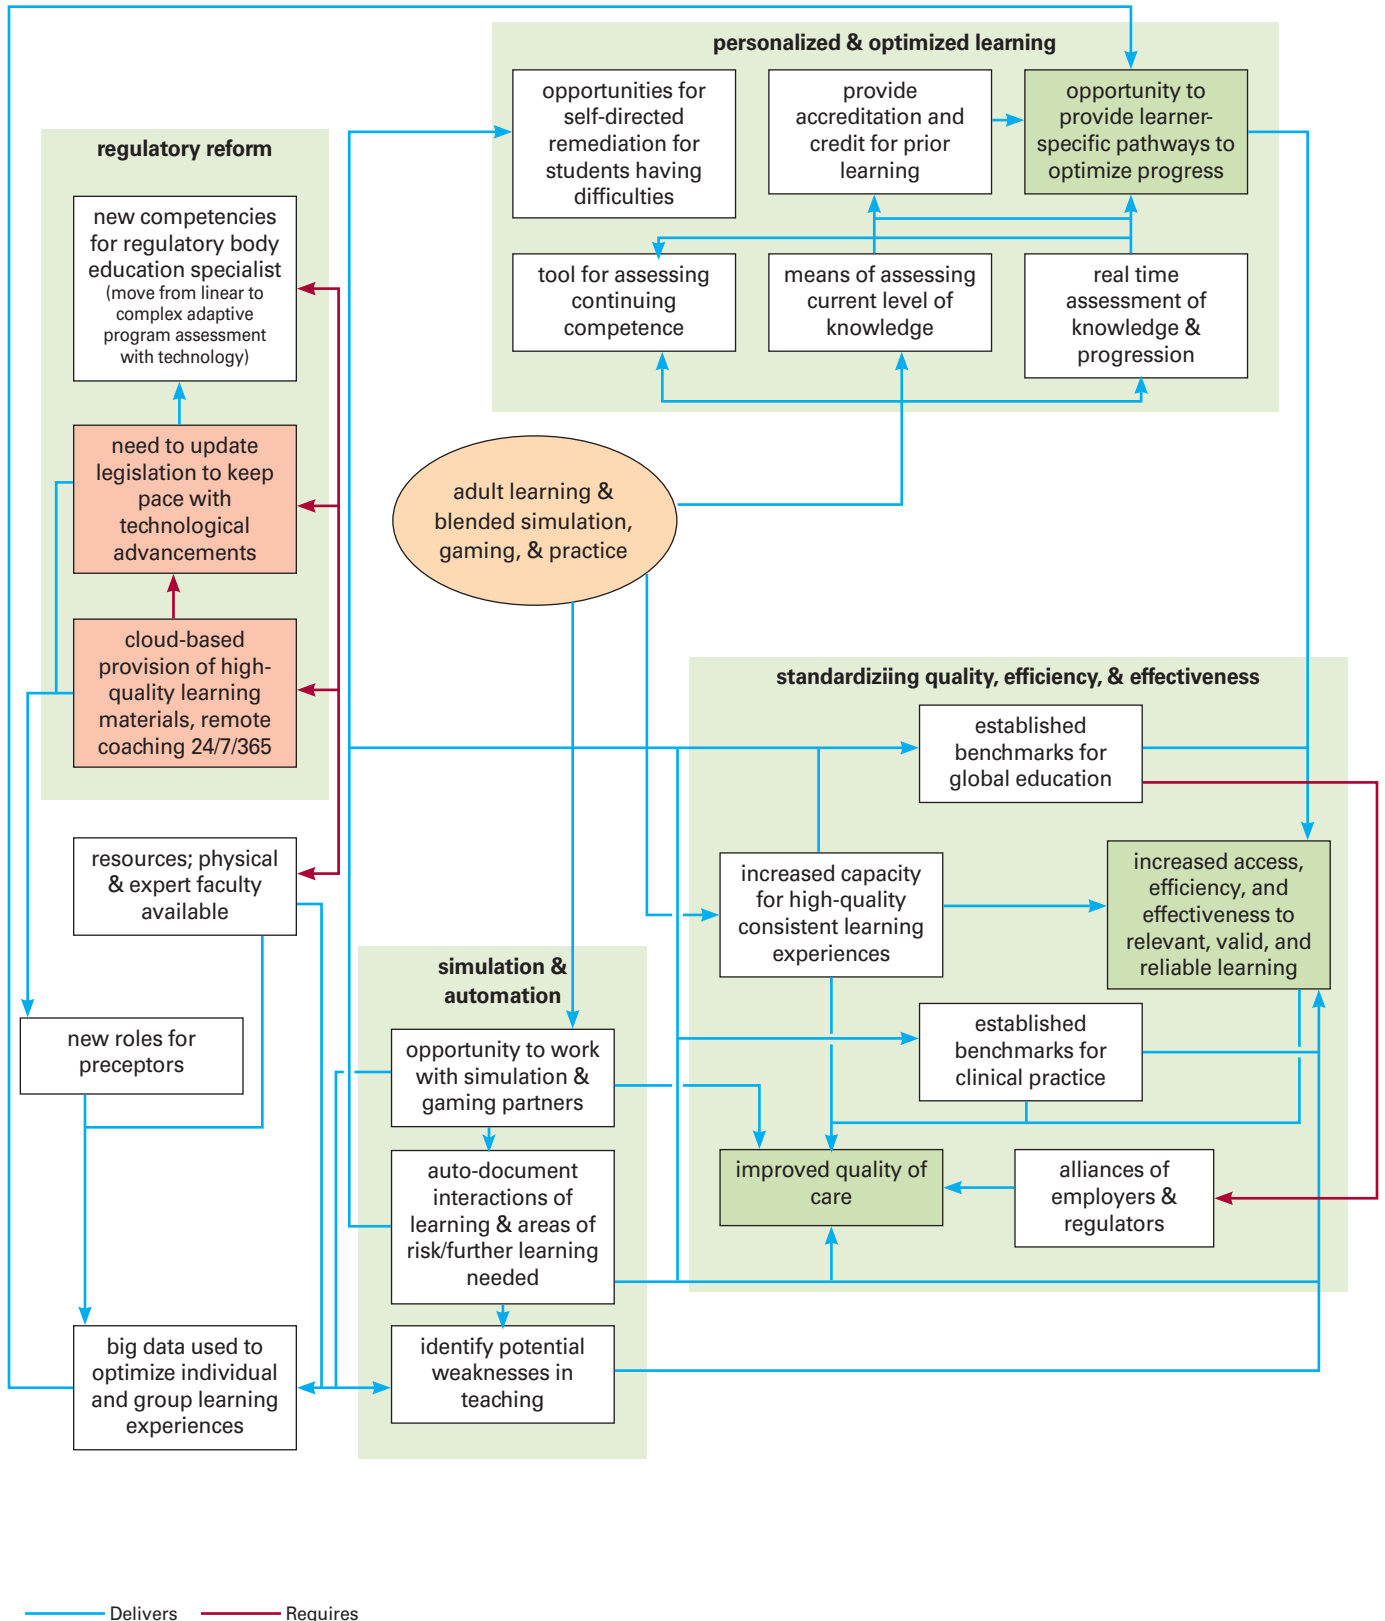 personalized & optimized learning
opportunities for
self-directed
remediation for
students having
difficulties
provide
accreditation and
credit for prior
learning
opportunity to
provide learner-
specific pathways to
optimize progress
tool for assessing
continuing
competence
means of assessing
current level of
knowledge
real time
assessment of
knowledge &
progression
regulatory reform
new competencies
for regulatory body
education specialist
(move from linear to
complex adaptive
program assessment
with technology)
need to update
legislation to keep
pace with
technological
advancements
cloud-based
provision of high-
quality learning
materials, remote
coaching 24/7/365
adult learning &
blended simulation,
gaming, & practice
standardiziing quality, efficiency, & effectiveness
established
benchmarks for
global education
increased capacity
for high-quality
consistent learning
experiences
increased access,
efficiency, and
effectiveness to
relevant, valid, and
reliable learning
established
benchmarks for
clinical practice
improved quality of
care
alliances of
employers &
regulators
resources; physical
& expert faculty
available
new roles for
preceptors
simulation &
automation
opportunity to work
with simulation &
gaming partners
auto-document
interactions of
learning & areas of
risk/further learning
needed
identify potential
weaknesses in
teaching
big data used to
optimize individual
and group learning
experiences
Delivers
Requires